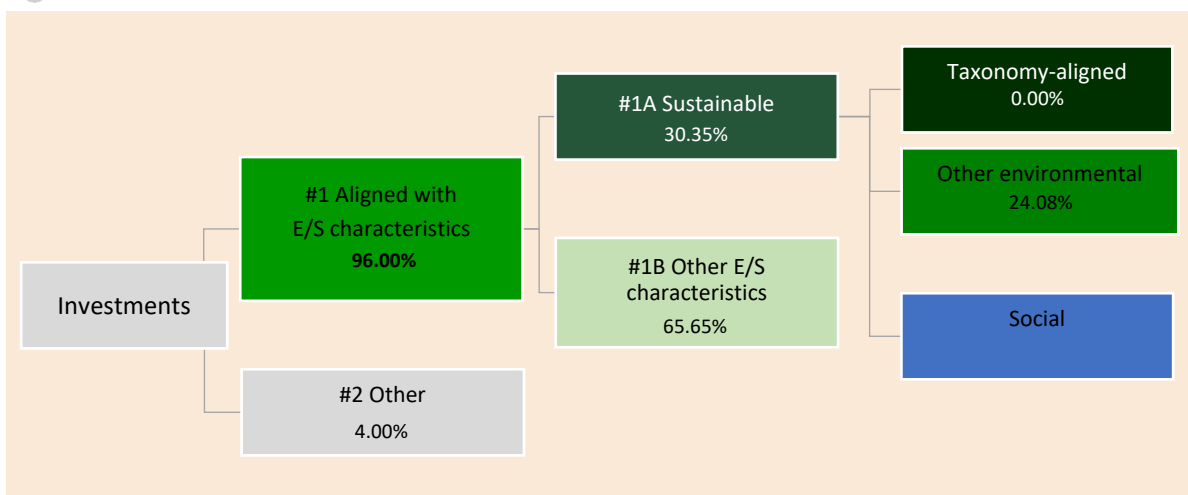 Investments
#1 Aligned with
E/S characteristics
96.00%
#2 Other
4.00%
#1A Sustainable
30.35%
#1B Other E/S
characteristics
65.65%
Taxonomy-aligned
0.00%
Other environmental
24.08%
Social